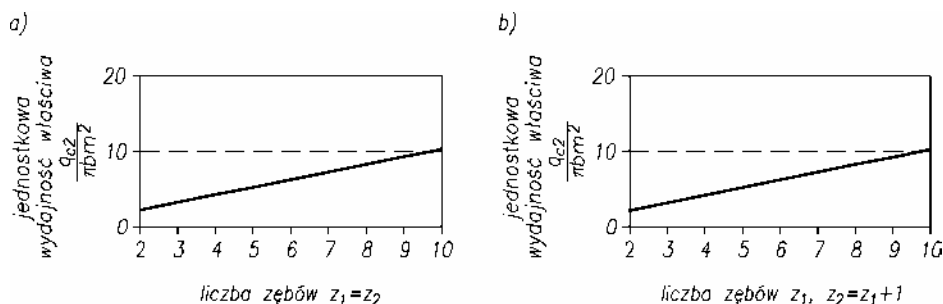 a)
jednostkowa
wydajność właściwa
q_c2
πbm²
20
10
0
2 3 4 5 6 7 8 9 10
liczba zębów z₁=z₂
b)
jednostkowa
wydajność właściwa
q_c2
πbm²
20
10
0
2 3 4 5 6 7 8 9 10
liczba zębów z₁, z₂=z₁+1